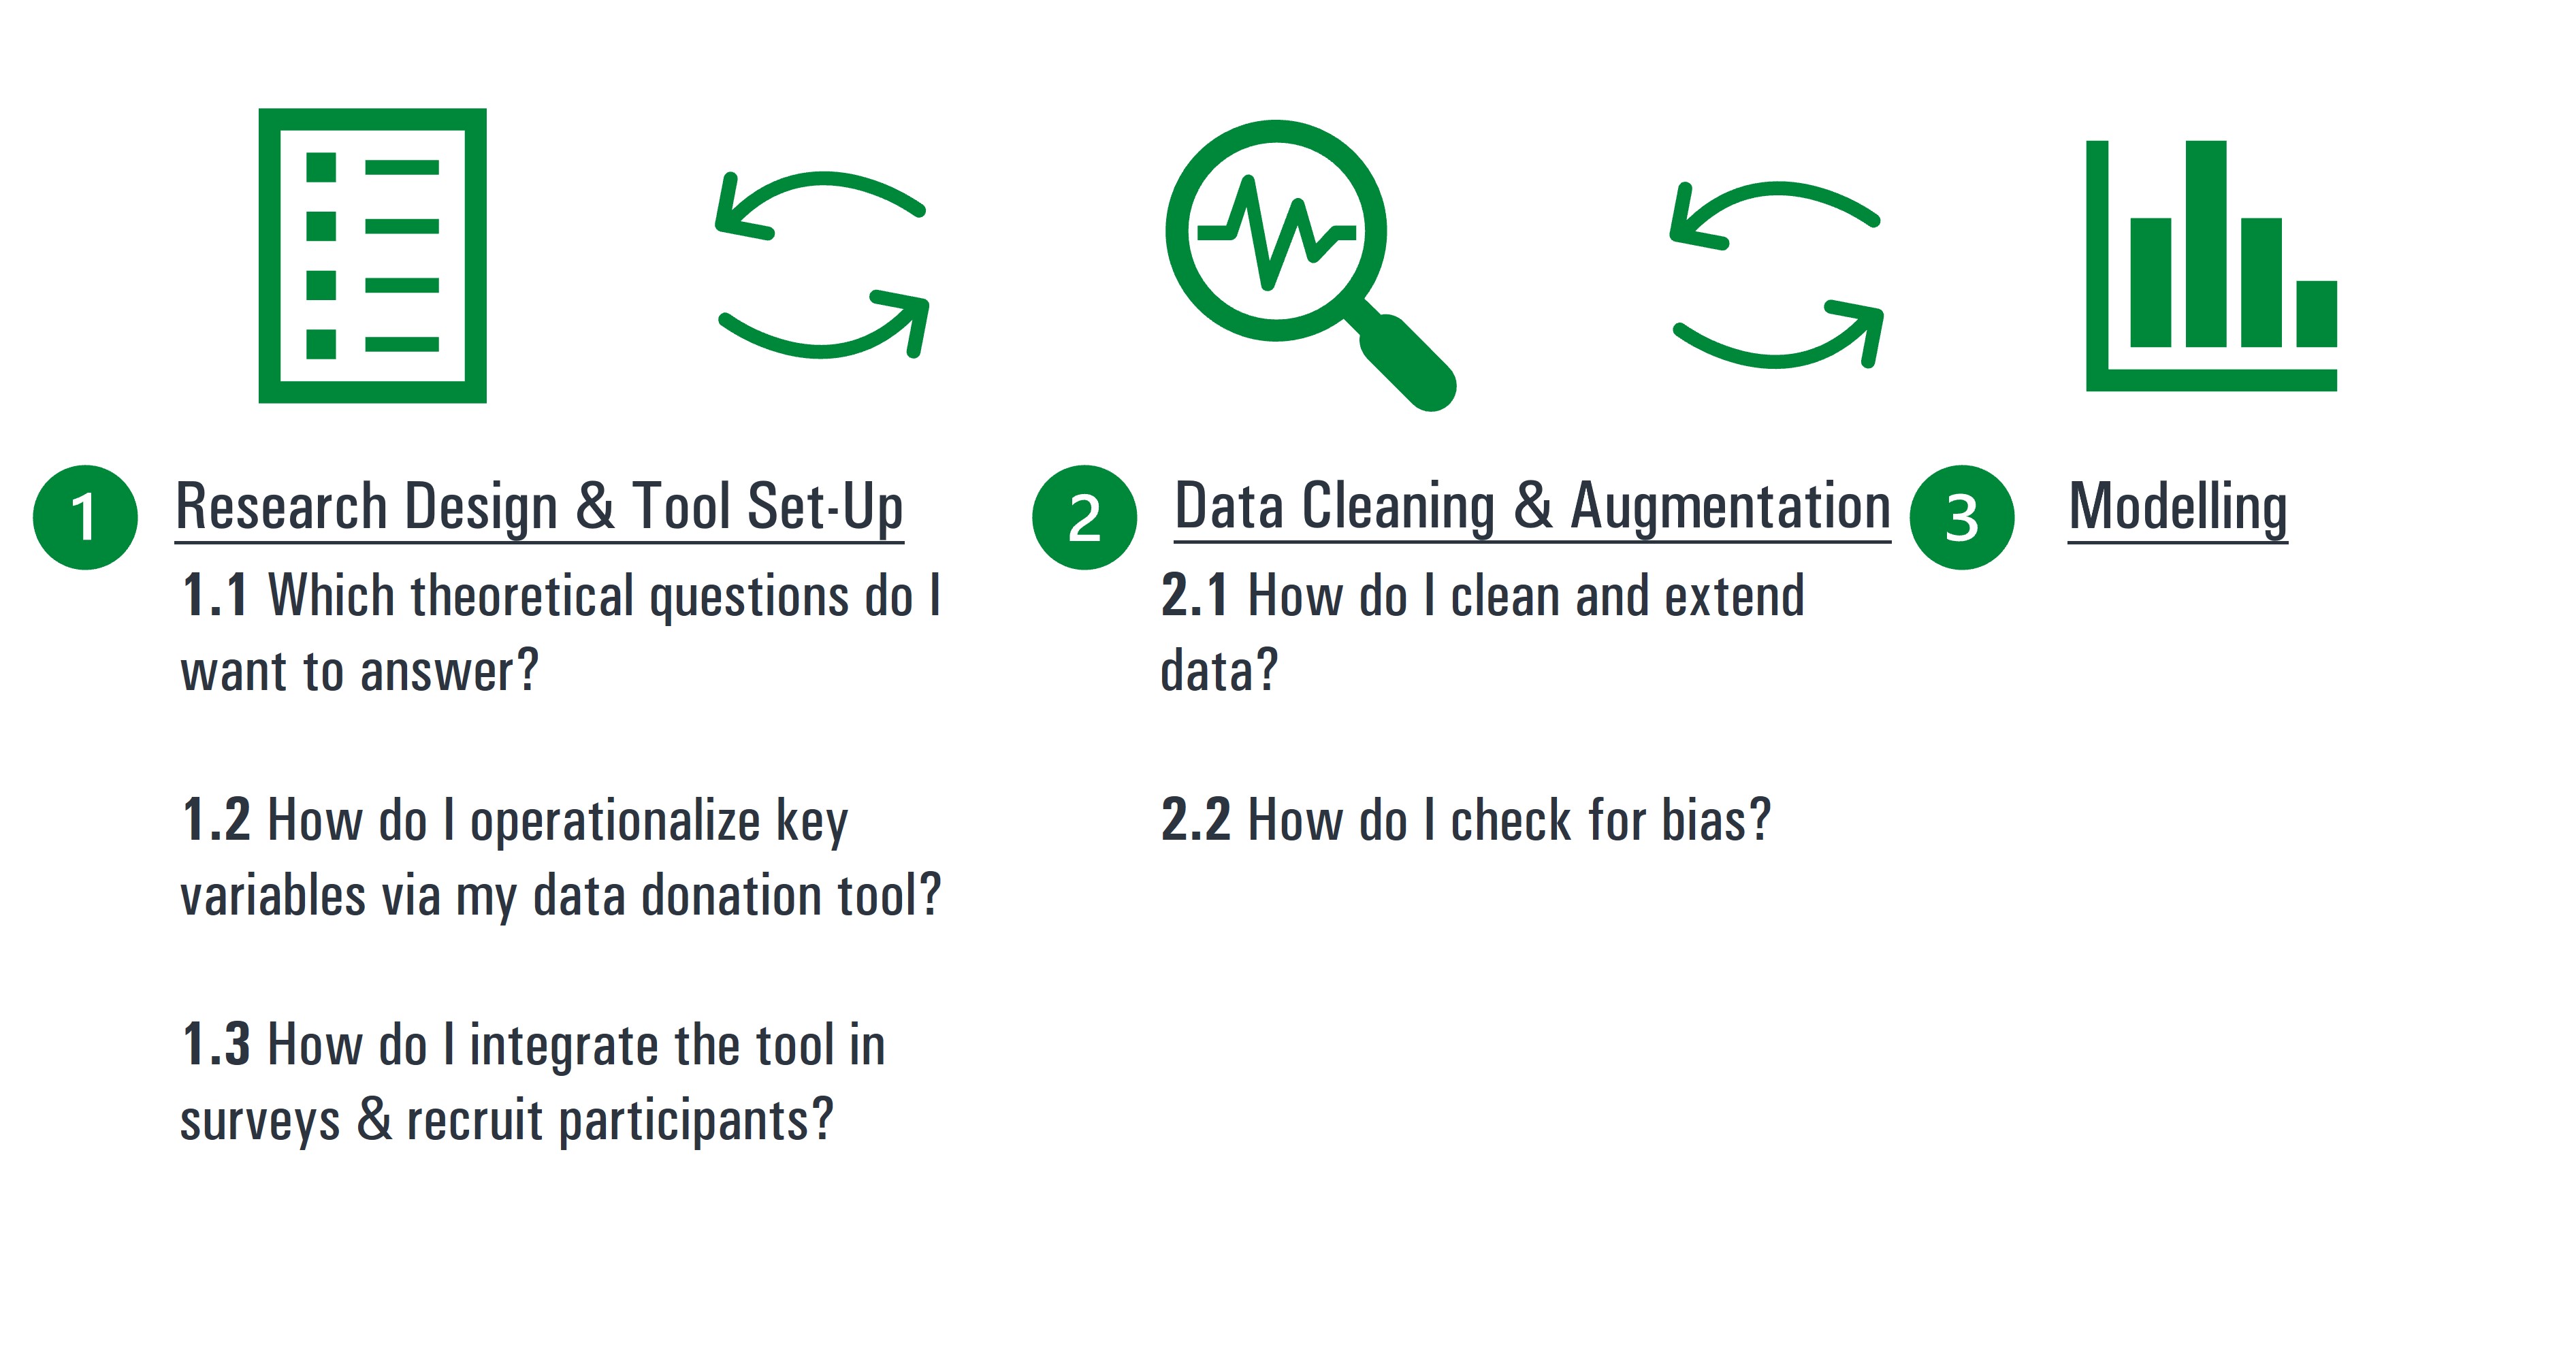 1 Research Design & Tool Set-Up
1.1 Which theoretical questions do I
want to answer?
1.2 How do I operationalize key
variables via my data donation tool?
1.3 How do I integrate the tool in
surveys & recruit participants?
2 Data Cleaning & Augmentation
2.1 How do I clean and extend
data?
2.2 How do I check for bias?
3 Modelling